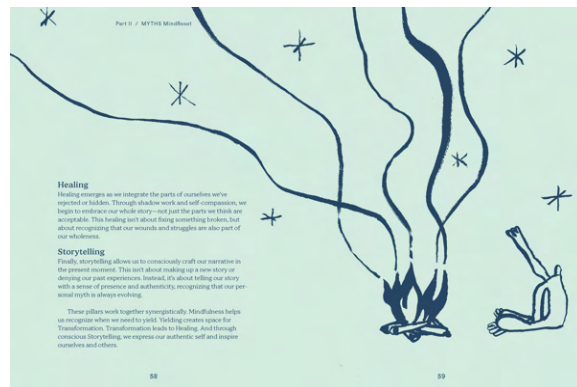 Part II / MYTHS MindReset
Healing
Healing emerges as we integrate the parts of ourselves we've
rejected or hidden. Through shadow work and self-compassion, we
begin to embrace our whole story—not just the parts we think are
acceptable. This healing isn't about fixing something broken, but
about recognizing that our wounds and struggles are also part of
our wholeness.
Storytelling
Finally, storytelling allows us to consciously craft our narrative in
the present moment. This isn't about making up a new story or
denying our past experiences. Instead, it's about telling our story
with a sense of presence and authenticity, recognizing that our per-
sonal myth is always evolving.
These pillars work together synergistically. Mindfulness helps
us recognize when we need to yield. Yielding creates space for
Transformation. Transformation leads to Healing. And through
conscious Storytelling, we express our authentic self and inspire
ourselves and others.
58
59